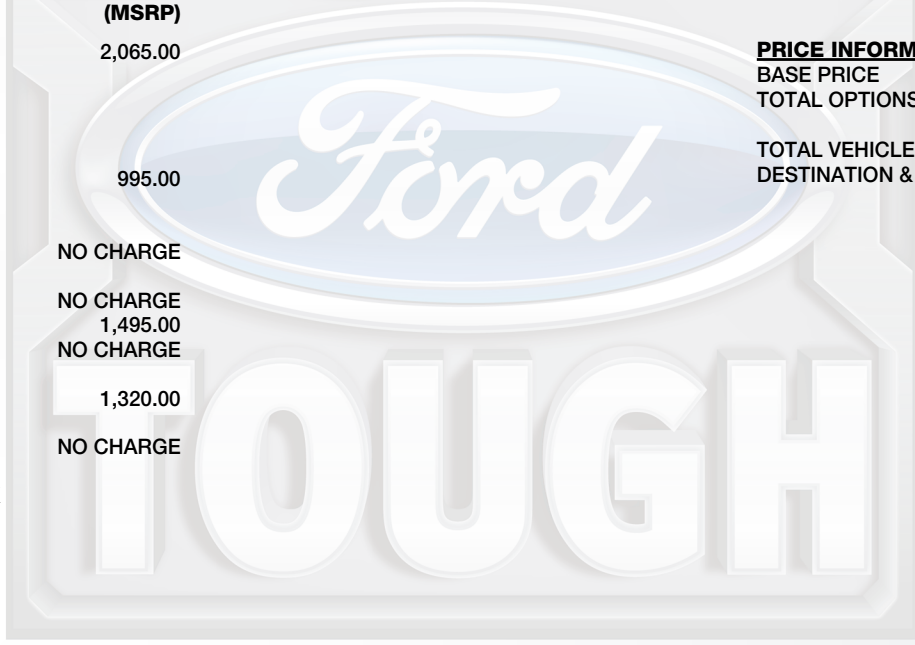 (MSRP)
2,065.00
995.00
NO CHARGE
NO CHARGE
1,495.00
NO CHARGE
1,320.00
NO CHARGE
PRICE INFORM
BASE PRICE
TOTAL OPTIONS
TOTAL VEHICLE
DESTINATION &
Ford
TOUGH